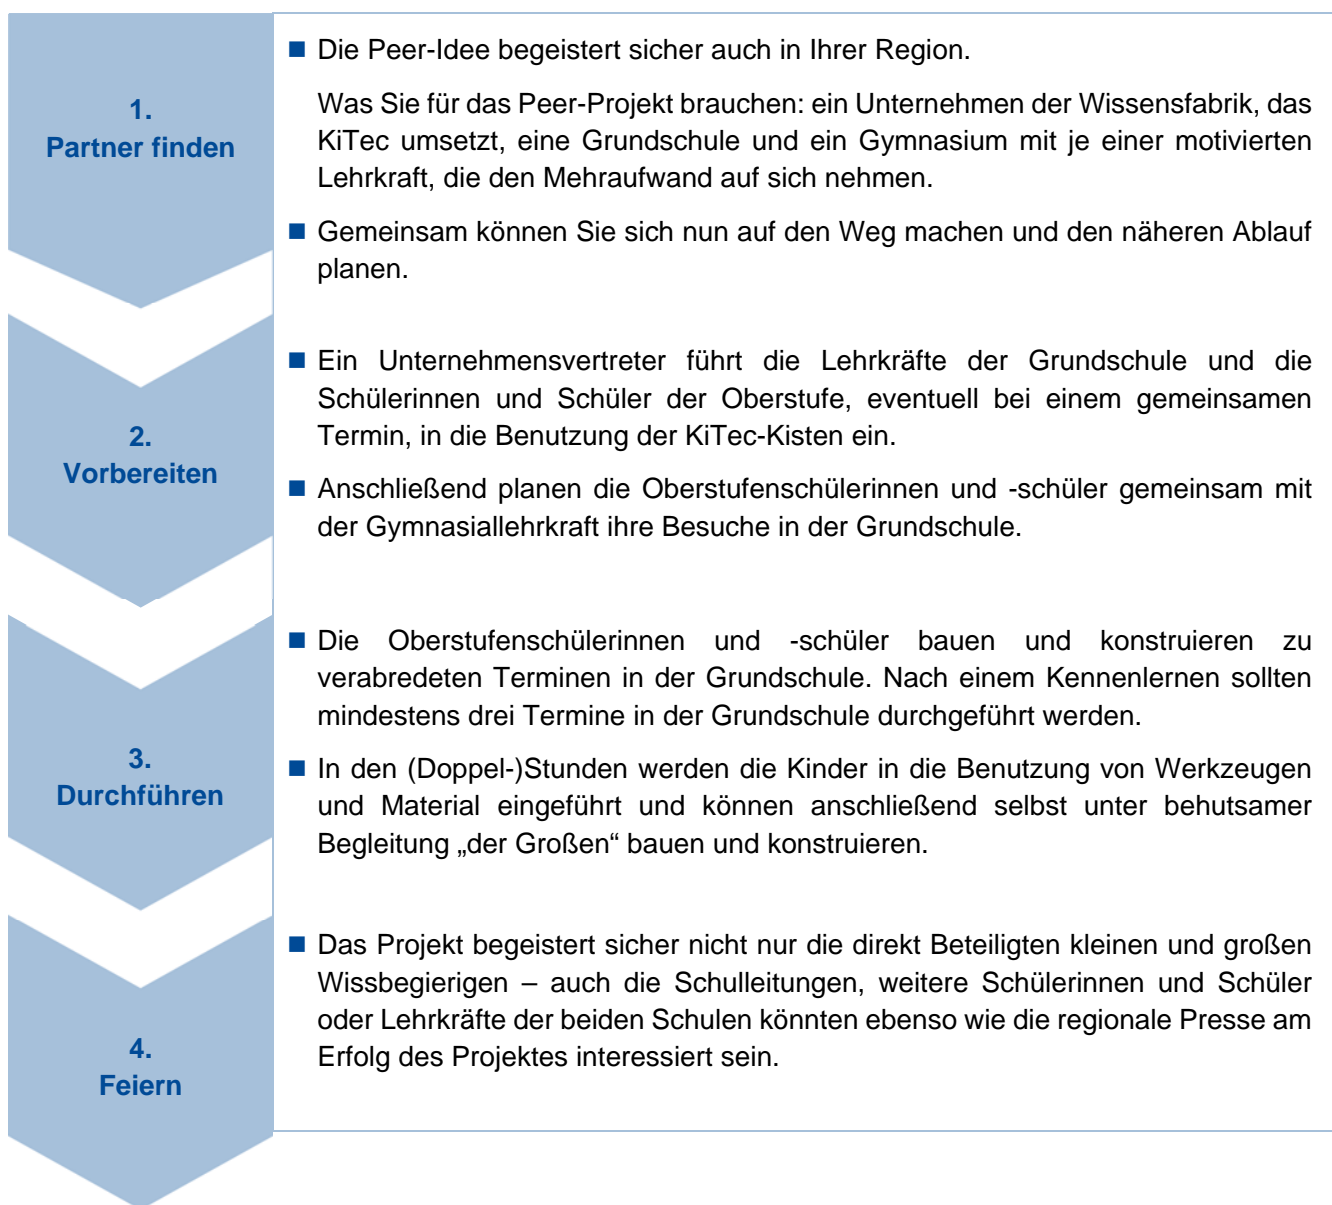 1.
Partner finden
■ Die Peer-Idee begeistert sicher auch in Ihrer Region.
Was Sie für das Peer-Projekt brauchen: ein Unternehmen der Wissensfabrik, das
KiTec umsetzt, eine Grundschule und ein Gymnasium mit je einer motivierten
Lehrkraft, die den Mehraufwand auf sich nehmen.
■ Gemeinsam können Sie sich nun auf den Weg machen und den näheren Ablauf
planen.
2.
Vorbereiten
■ Ein Unternehmensvertreter führt die Lehrkräfte der Grundschule und die
Schülerinnen und Schüler der Oberstufe, eventuell bei einem gemeinsamen
Termin, in die Benutzung der KiTec-Kisten ein.
■ Anschließend planen die Oberstufenschülerinnen und -schüler gemeinsam mit
der Gymnasiallehrkraft ihre Besuche in der Grundschule.
3.
Durchführen
■ Die Oberstufenschülerinnen und -schüler bauen und konstruieren zu
verabredeten Terminen in der Grundschule. Nach einem Kennenlernen sollten
mindestens drei Termine in der Grundschule durchgeführt werden.
■ In den (Doppel-)Stunden werden die Kinder in die Benutzung von Werkzeugen
und Material eingeführt und können anschließend selbst unter behutsamer
Begleitung „der Großen“ bauen und konstruieren.
4.
Feiern
■ Das Projekt begeistert sicher nicht nur die direkt Beteiligten kleinen und großen
Wissbegierigen – auch die Schulleitungen, weitere Schülerinnen und Schüler
oder Lehrkräfte der beiden Schulen könnten ebenso wie die regionale Presse am
Erfolg des Projektes interessiert sein.